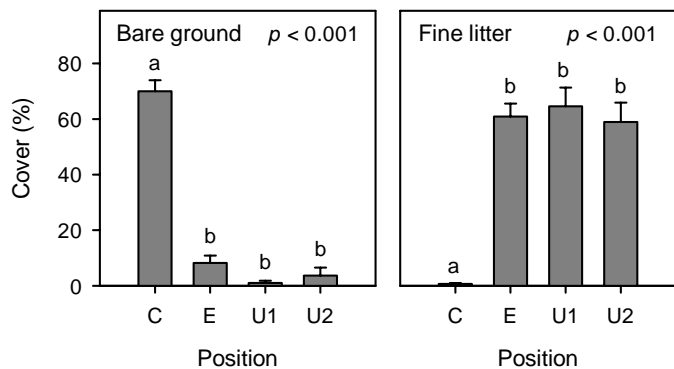 Bare ground p < 0.001
Fine litter p < 0.001
Cover (%)
80
60
40
20
0
a
b
b
b
a
b
b
b
C E U1 U2
C E U1 U2
Position
Position